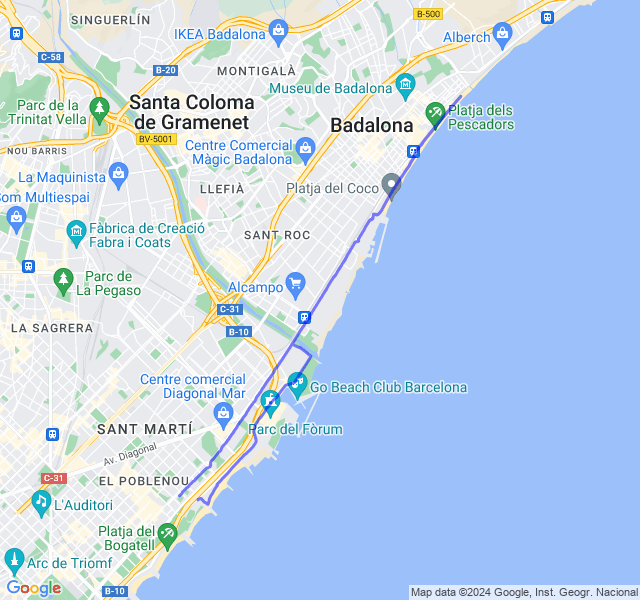 SINGUERLÍN
B-500
IKEA Badalona
Alberch
C-58
B-20
MONTIGALÀ
Museu de Badalona
Parc de la
Trinitat Vella
Santa Coloma
de Gramenet
Platja dels
Pescadors
Badalona
BV-5001
NOU BARRIS
Centre Comercial
Màgic Badalona
La Maquinista
LLEFIÀ
Platja del Coco
Som Multiespai
Fàbrica de Creació
Fabra i Coats
SANT ROC
Parc de
La Pegaso
Alcampo
C-31
LA SAGRERA
B-10
Centre comercial
Diagonal Mar
Go Beach Club Barcelona
SANT MARTÍ
Parc del Fòrum
Av. Diagonal
C-31
EL POBLENOU
L'Auditori
Platja del
Bogatell
Arc de Triomf
Google
B-10
Map data ©2024 Google, Inst. Geogr. Nacional